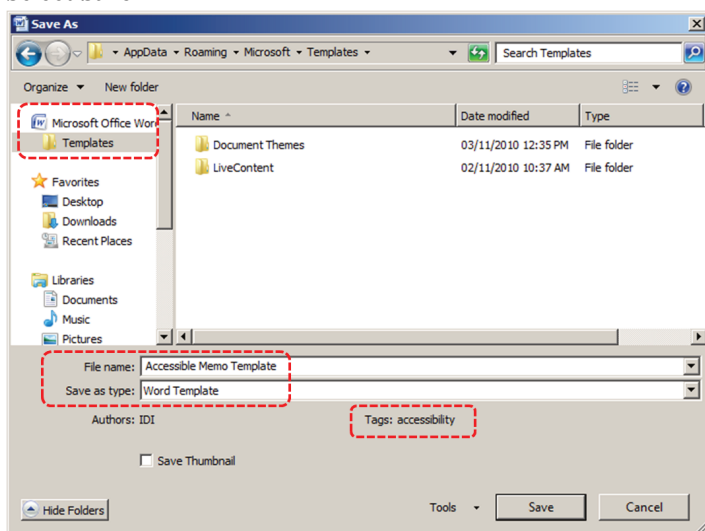 Save As
AppData Roaming Microsoft Templates Search Templates
Organize New folder
Microsoft Office Wor
Templates
Favorites
Desktop
Downloads
Recent Places
Libraries
Documents
Music
Pictures
Name Date modified Type
Document Themes 03/11/2010 12:35 PM File folder
LiveContent 02/11/2010 10:37 AM File folder
File name: Accessible Memo Template
Save as type: Word Template
Authors: IDI Tags: accessibility
Save Thumbnail
Hide Folders Tools Save Cancel